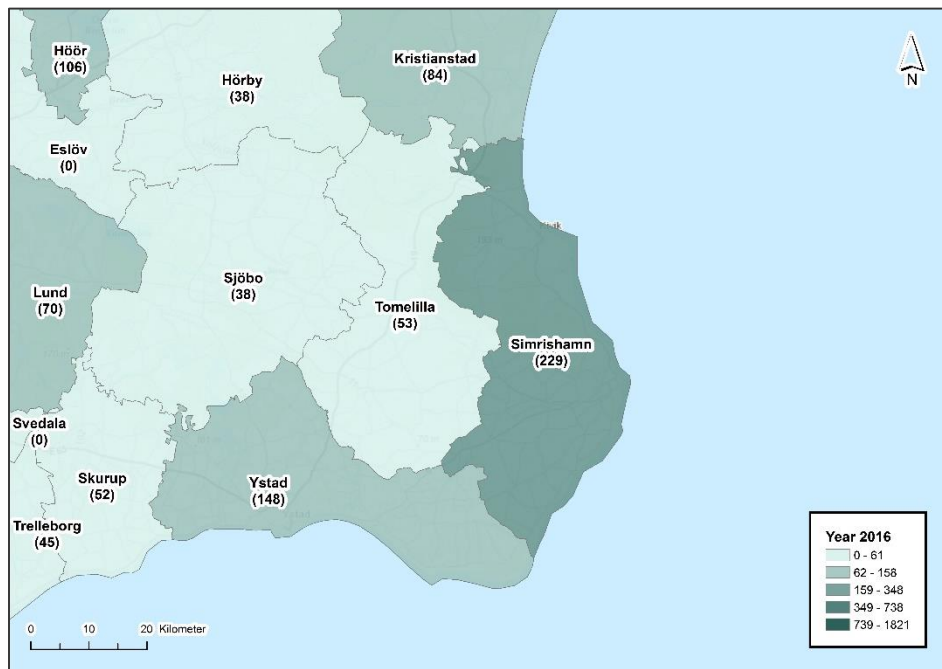 Höör
(106)
Kristianstad
(84)
Hörby
(38)
N
Eslöv
(0)
Sjöbo
(38)
Lund
(70)
Tomelilla
(53)
Simrishamn
(229)
Svedala
(0)
Skurup
(52)
Ystad
(148)
Trelleborg
(45)
Year 2016
0 - 61
62 - 158
159 - 348
349 - 738
739 - 1821
0 10 20 Kilometer